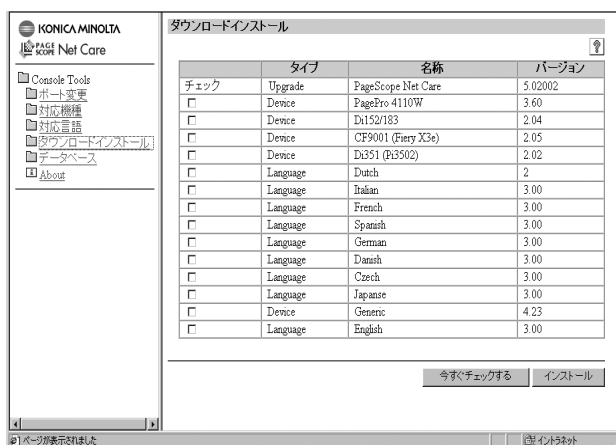 KONICA MINOLTA
PAGE SCOPE Net Care
Console Tools
ポート変更
対応機種
対応言語
ダウンロードインストール
データベース
About
ダウンロードインストール
タイプ 名称 バージョン
チェック Upgrade PageScope Net Care 5.02002
Device PagePro 4110W 3.60
Device Di152/183 2.04
Device CF9001 (Fiery X3e) 2.05
Device Di351 (Pi3502) 2.02
Language Dutch 2
Language Italian 3.00
Language French 3.00
Language Spanish 3.00
Language German 3.00
Language Danish 3.00
Language Czech 3.00
Language Japanse 3.00
Device Generic 4.23
Language English 3.00
今すぐチェックする インストール
ページが表示されました イントラネット